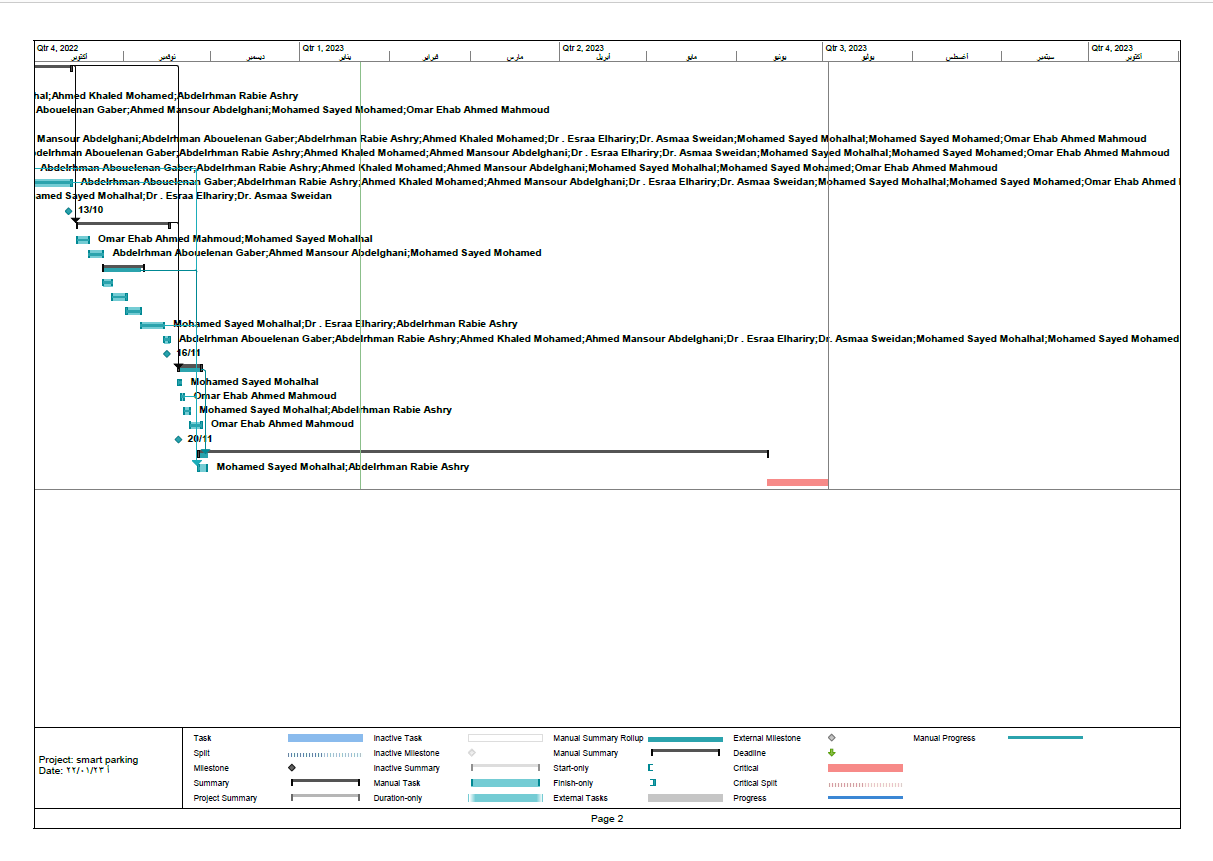 Qtr 4, 2022 Qtr 1, 2023 Qtr 2, 2023 Qtr 3, 2023 Qtr 4, 2023
أكتوبر نوفمبر ديسمبر يناير فبراير مارس أبريل مايو يونيو يوليو أغسطس سبتمبر أكتوبر
hal;Ahmed Khaled Mohamed;Abdelrhman Rabie Ashry
Abouelenan Gaber;Ahmed Mansour Abdelghani;Mohamed Sayed Mohamed;Omar Ehab Ahmed Mahmoud
Mansour Abdelghani;Abdelrhman Abouelenan Gaber;Abdelrhman Rabie Ashry;Ahmed Khaled Mohamed;Dr . Esraa Elhariry;Dr. Asmaa Sweidan;Mohamed Sayed Mohalhal;Mohamed Sayed Mohamed;Omar Ehab Ahmed Mahmoud
delrhman Abouelenan Gaber;Abdelrhman Rabie Ashry;Ahmed Khaled Mohamed;Ahmed Mansour Abdelghani;Dr . Esraa Elhariry;Dr. Asmaa Sweidan;Mohamed Sayed Mohalhal;Mohamed Sayed Mohamed;Omar Ehab Ahmed Mahmoud
Abdelrhman Abouelenan Gaber;Abdelrhman Rabie Ashry;Ahmed Khaled Mohamed;Ahmed Mansour Abdelghani;Mohamed Sayed Mohalhal;Mohamed Sayed Mohamed;Omar Ehab Ahmed Mahmoud
Abdelrhman Abouelenan Gaber;Abdelrhman Rabie Ashry;Ahmed Khaled Mohamed;Ahmed Mansour Abdelghani;Dr . Esraa Elhariry;Dr. Asmaa Sweidan;Mohamed Sayed Mohalhal;Mohamed Sayed Mohamed;Omar Ehab Ahmed
amed Sayed Mohalhal;Dr . Esraa Elhariry;Dr. Asmaa Sweidan
13/10
Omar Ehab Ahmed Mahmoud;Mohamed Sayed Mohalhal
Abdelrhman Abouelenan Gaber;Ahmed Mansour Abdelghani;Mohamed Sayed Mohamed
Mohamed Sayed Mohalhal;Dr . Esraa Elhariry;Abdelrhman Rabie Ashry
Abdelrhman Abouelenan Gaber;Abdelrhman Rabie Ashry;Ahmed Khaled Mohamed;Ahmed Mansour Abdelghani;Dr . Esraa Elhariry;Dr. Asmaa Sweidan;Mohamed Sayed Mohalhal;Mohamed Sayed Mohamed
16/11
Mohamed Sayed Mohalhal
Omar Ehab Ahmed Mahmoud
Mohamed Sayed Mohalhal;Abdelrhman Rabie Ashry
Omar Ehab Ahmed Mahmoud
20/11
Mohamed Sayed Mohalhal;Abdelrhman Rabie Ashry
Project: smart parking
Date: أ ٢٢/٠١/٢٣
Task Inactive Task Manual Summary Rollup External Milestone Manual Progress
Split Inactive Milestone Manual Summary Deadline
Milestone Inactive Summary Start-only Critical
Summary Manual Task Finish-only Critical Split
Project Summary Duration-only External Tasks Progress
Page 2